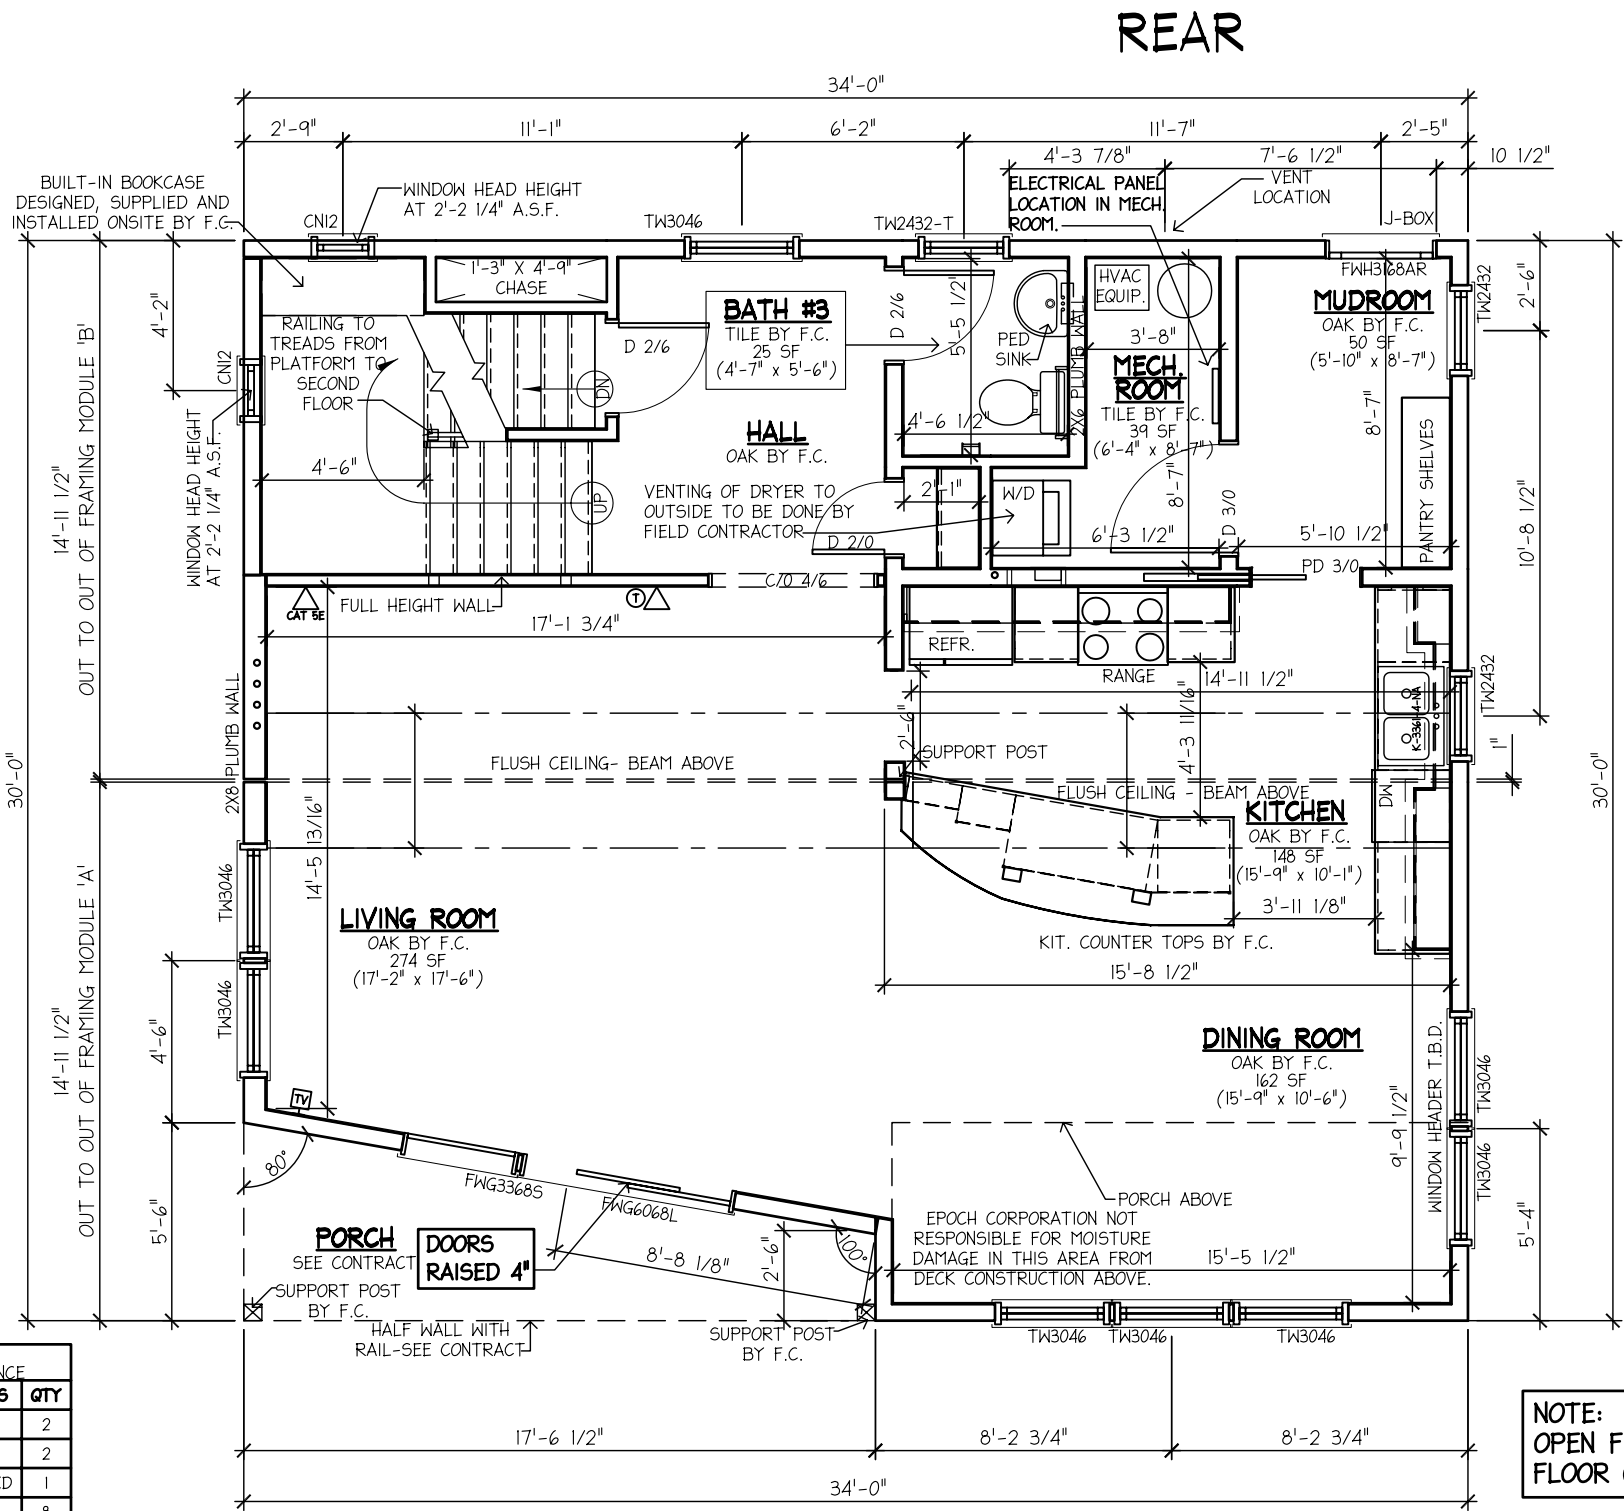 REAR
34'-0"
2'-9"
11'-1"
6'-2"
11'-7"
2'-5"
4'-3 7/8"
7'-6 1/2"
10 1/2"
BUILT-IN BOOKCASE
DESIGNED, SUPPLIED AND
INSTALLED ONSITE BY F.C.
CN12
WINDOW HEAD HEIGHT
AT 2'-2 1/4" A.S.F.
TW3046
TW2432-T
ELECTRICAL PANEL
LOCATION IN MECH.
ROOM.
VENT
LOCATION
J-BOX
FWH3168AR
1'-3" X 4'-9"
CHASE
BATH #3
TILE BY F.C.
25 SF
(4'-7" x 5'-6")
D 2/6
D 2/6
5'-5 1/2"
PED
SINK
2X6 PLUMB WALL
HVAC
EQUIP.
3'-8"
MECH.
ROOM
TILE BY F.C.
39 SF
(6'-4" x 8'-7")
MUDROOM
OAK BY F.C.
50 SF
(5'-10" x 8'-7")
TW2432
2'-6"
4'-2"
CN12
WINDOW HEAD HEIGHT
AT 2'-2 1/4" A.S.F.
RAILING TO
TREADS FROM
PLATFORM TO
SECOND
FLOOR
DN
UP
4'-6"
HALL
OAK BY F.C.
4'-6 1/2"
2'-1"
VENTING OF DRYER TO
OUTSIDE TO BE DONE BY
FIELD CONTRACTOR
D 2/0
W/D
6'-3 1/2"
8'-7"
D 3/0
8'-7"
5'-10 1/2"
PANTRY SHELVES
10'-8 1/2"
PD 3/0
C/O 4/6
CAT 5E
FULL HEIGHT WALL
T
17'-1 3/4"
REFR.
RANGE
14'-11 1/2"
TW2432
K-3361-4-NA
14'-11 1/2"
OUT TO OUT OF FRAMING MODULE 'B'
30'-0"
2X8 PLUMB WALL
FLUSH CEILING- BEAM ABOVE
2'-6"
SUPPORT POST
4'-3 11/16"
FLUSH CEILING - BEAM ABOVE
DW
1"
30'-0"
KITCHEN
OAK BY F.C.
148 SF
(15'-9" x 10'-1")
3'-11 1/8"
14'-5 13/16"
TW3046
LIVING ROOM
OAK BY F.C.
274 SF
(17'-2" x 17'-6")
KIT. COUNTER TOPS BY F.C.
15'-8 1/2"
TW3046
4'-6"
14'-11 1/2"
OUT TO OUT OF FRAMING MODULE 'A'
DINING ROOM
OAK BY F.C.
162 SF
(15'-9" x 10'-6")
9'-9 1/2"
WINDOW HEADER T.B.D.
TW3046
TW3046
TV
80°
FWG3368S
FWG6068L
PORCH ABOVE
5'-6"
5'-4"
PORCH
SEE CONTRACT
DOORS
RAISED 4"
8'-8 1/8"
2'-6"
100°
EPOCH CORPORATION NOT
RESPONSIBLE FOR MOISTURE
DAMAGE IN THIS AREA FROM
DECK CONSTRUCTION ABOVE.
15'-5 1/2"
SUPPORT POST
BY F.C.
HALF WALL WITH
RAIL-SEE CONTRACT
SUPPORT POST
BY F.C.
TW3046
TW3046
TW3046
QTY
2
2
1
NOTE:
OPEN F
FLOOR
17'-6 1/2"
8'-2 3/4"
8'-2 3/4"
34'-0"